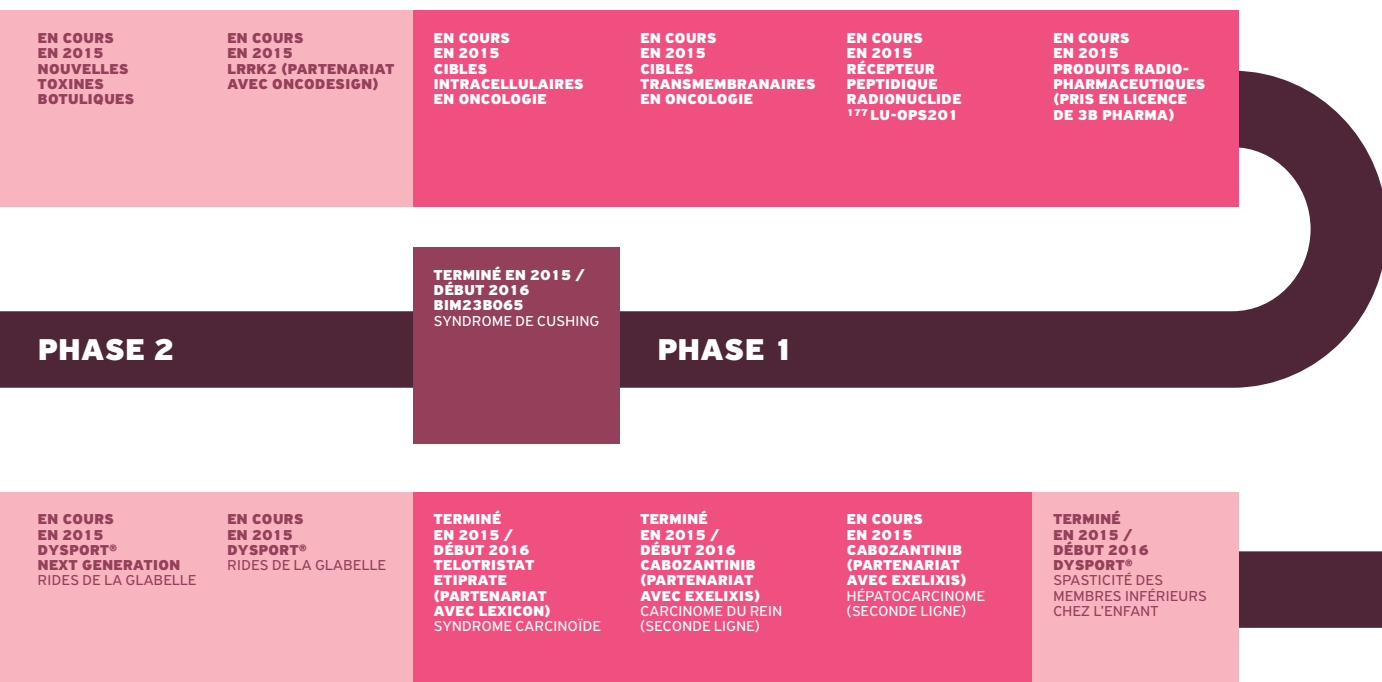 EN COURS
EN 2015
NOUVELLES
TOXINES
BOTULIQUES
EN COURS
EN 2015
LRRK2 (PARTENARIAT
AVEC ONCODESIGN)
EN COURS
EN 2015
CIBLES
INTRACELLULAIRES
EN ONCOLOGIE
EN COURS
EN 2015
CIBLES
TRANSMEMBRANAIRES
EN ONCOLOGIE
EN COURS
EN 2015
RÉCEPTEUR
PEPTIDIQUE
RADIONUCLIDE
¹⁷⁷LU-OPS201
EN COURS
EN 2015
PRODUITS RADIO-
PHARMACEUTIQUES
(PRIS EN LICENCE
DE 3B PHARMA)
PHASE 2
TERMINÉ EN 2015 /
DÉBUT 2016
BIM23B065
SYNDROME DE CUSHING
PHASE 1
EN COURS
EN 2015
DYSPORT®
NEXT GENERATION
RIDES DE LA GLABELLE
EN COURS
EN 2015
DYSPORT®
RIDES DE LA GLABELLE
TERMINÉ
EN 2015 /
DÉBUT 2016
TELOTRISTAT
ETIPRATE
(PARTENARIAT
AVEC LEXICON)
SYNDROME CARCINOÏDE
TERMINÉ
EN 2015 /
DÉBUT 2016
CABOZANTINIB
(PARTENARIAT
AVEC EXELIXIS)
CARCINOME DU REIN
(SECONDE LIGNE)
EN COURS
EN 2015
CABOZANTINIB
(PARTENARIAT
AVEC EXELIXIS)
HÉPATOCARCINOME
(SECONDE LIGNE)
TERMINÉ
EN 2015 /
DÉBUT 2016
DYSPORT®
SPASTICITÉ DES
MEMBRES INFÉRIEURS
CHEZ L'ENFANT